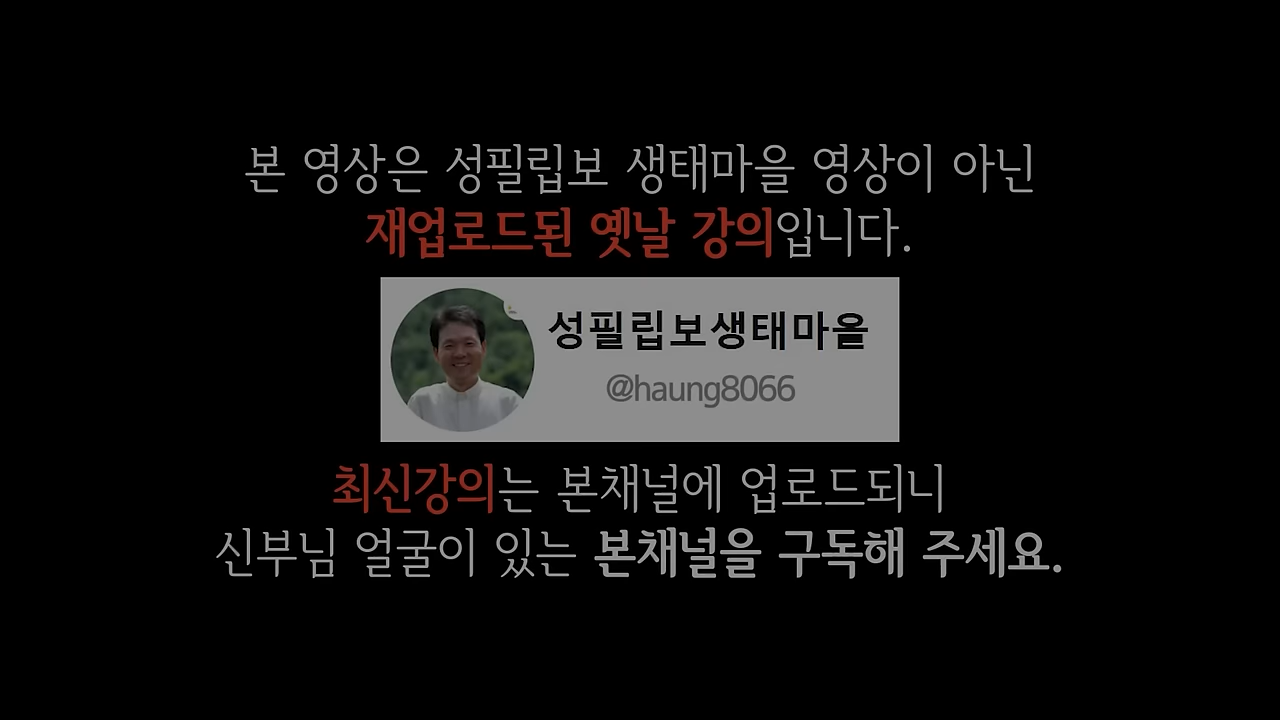 본 영상은 성필립보 생태마을 영상이 아닌
재업로드된 옛날 강의입니다.
성필립보생태마을
@haung8066
최신강의는 본채널에 업로드되니
신부님 얼굴이 있는 본채널을 구독해 주세요.